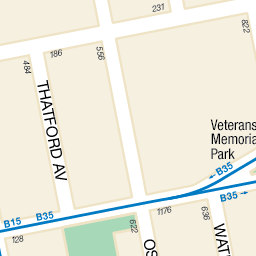 231
822
186
556
484
THATFORD AV
Veterans
Memoria
Park
B35
B35
B15
B35
1176
636
622
128
OS
WAT